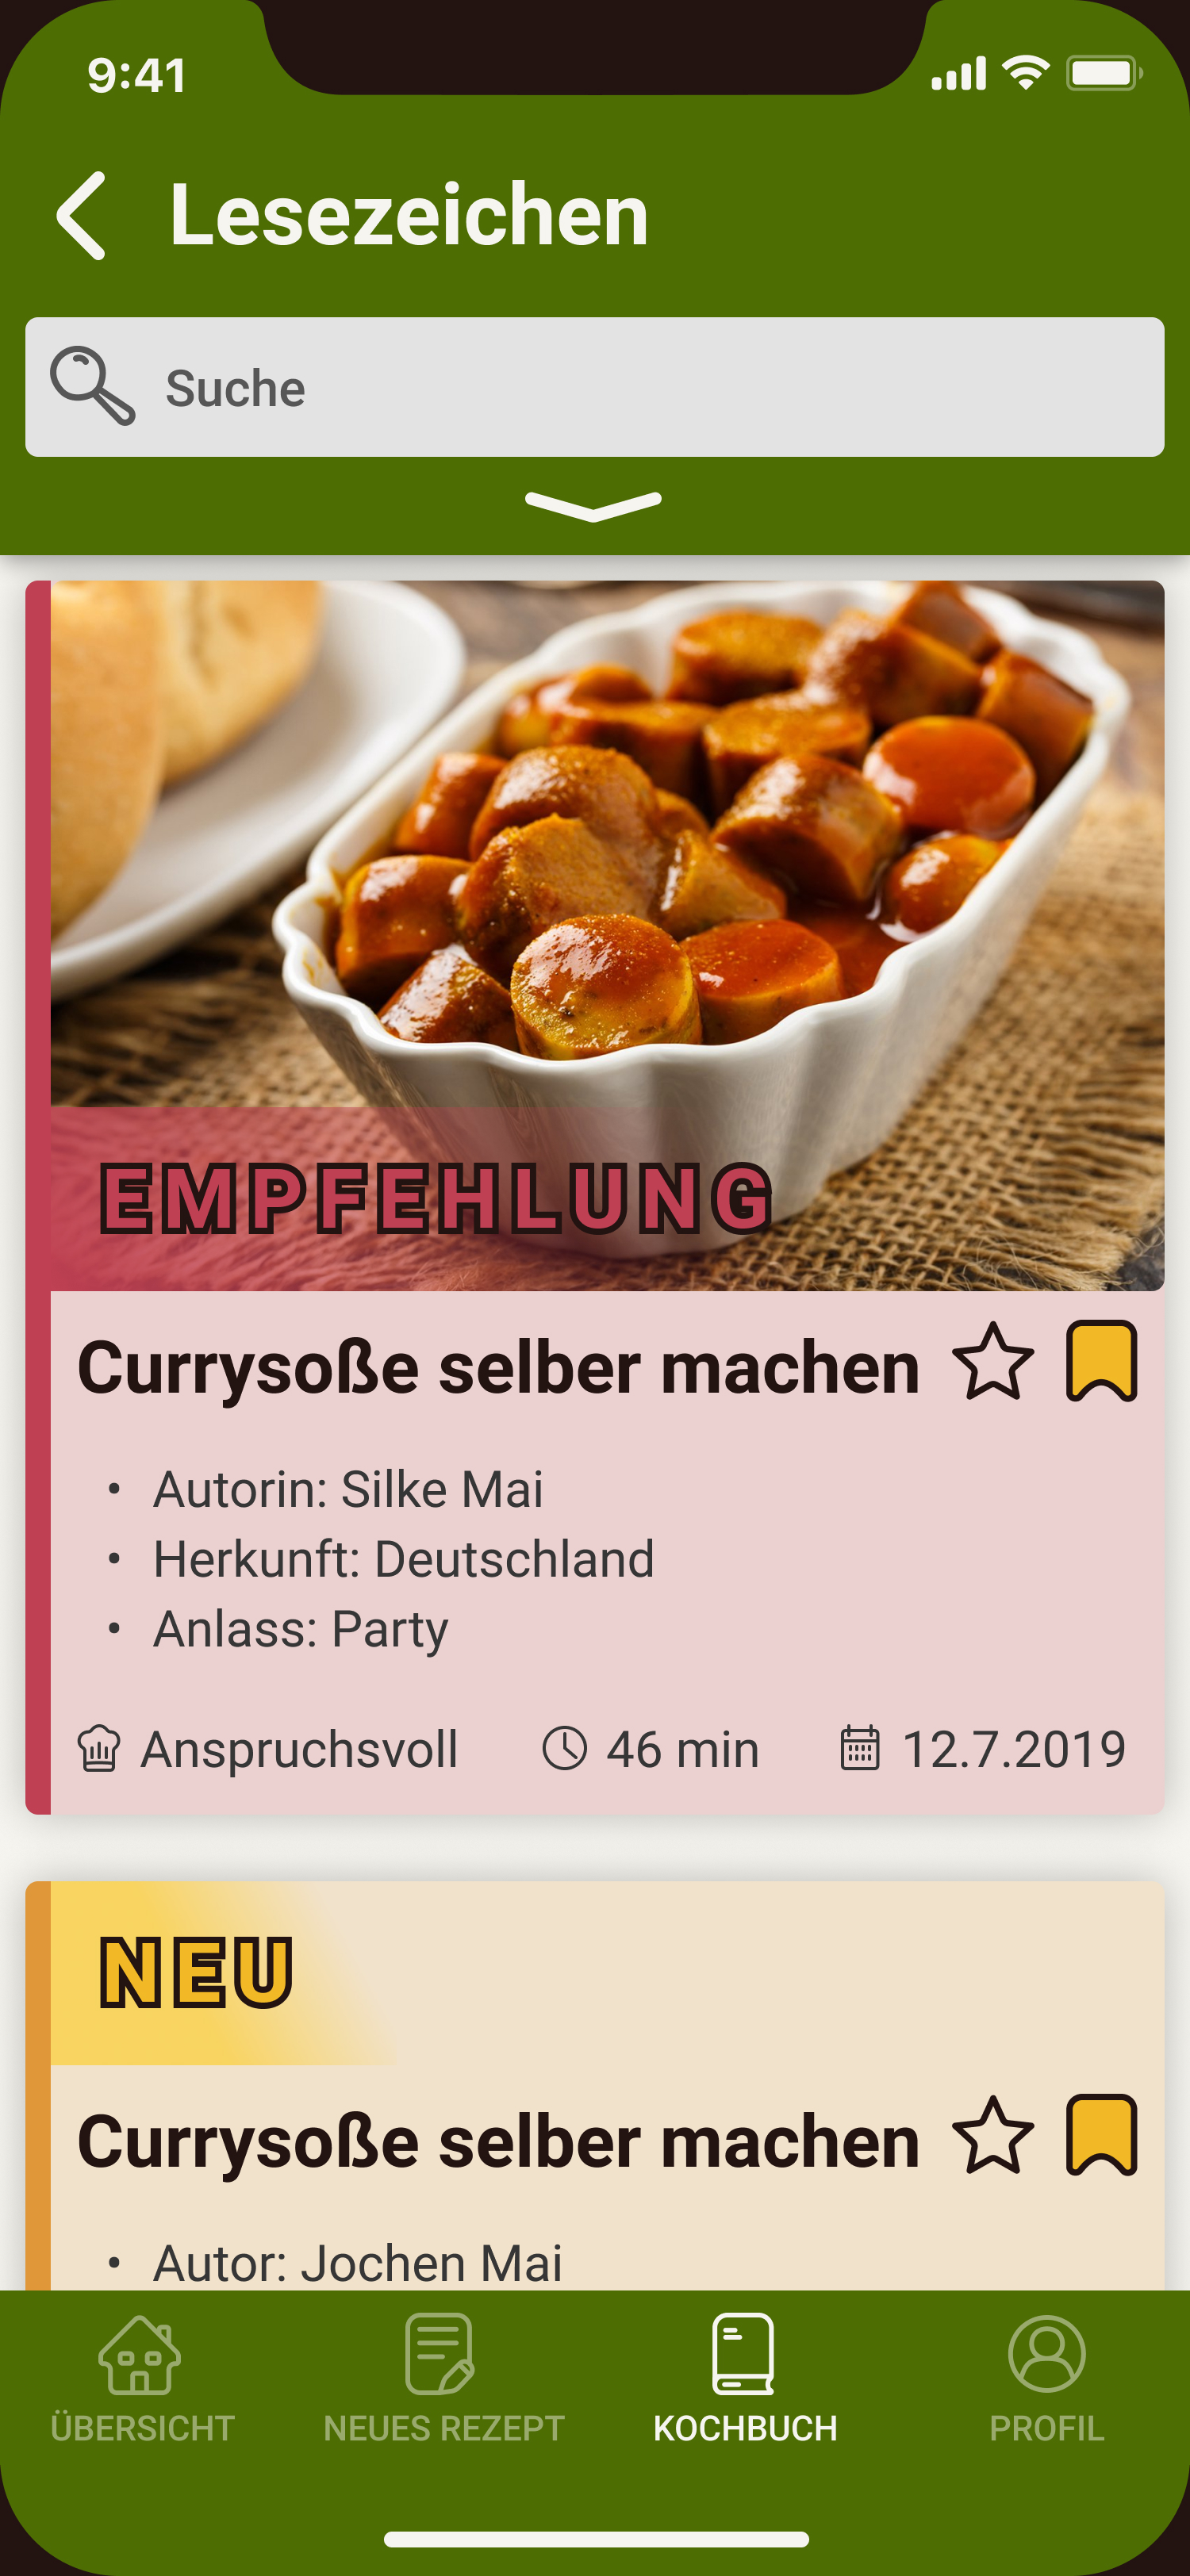 9:41
Lesezeichen
Suche
EMPFEHLUNG
Currysoße selber machen
• Autorin: Silke Mai
• Herkunft: Deutschland
• Anlass: Party
Anspruchsvoll 46 min 12.7.2019
NEU
Currysoße selber machen
• Autor: Jochen Mai
ÜBERSICHT NEUES REZEPT KOCHBUCH PROFIL